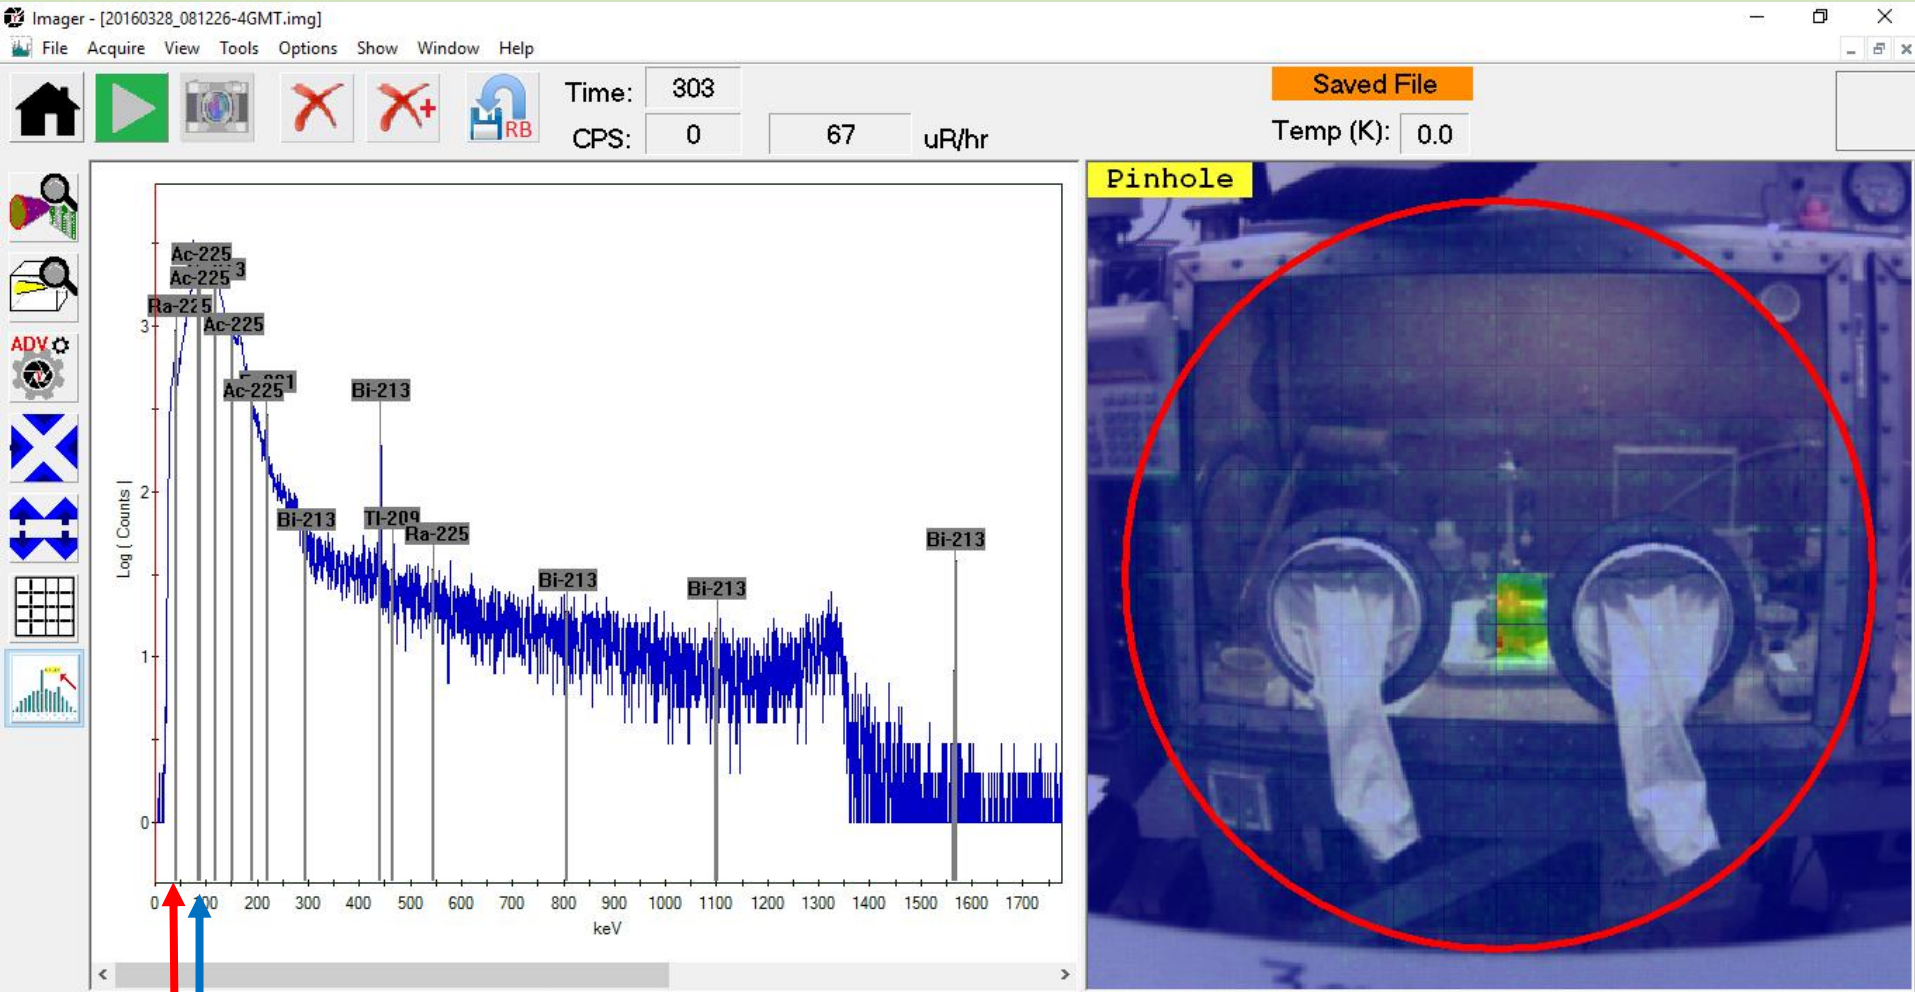 Imager - [20160328_081226-4GMT.img]
File Acquire View Tools Options Show Window Help
Time: 303
CPS: 0 67 uR/hr
RB
Saved File
Temp (K): 0.0
ADV
Pinhole
Ac-225
3
Ac-225
Ra-225
Ac-225
Ac-225
Bi-213
Bi-213
Tl-209
Ra-225
Bi-213
Bi-213
Bi-213
Log ( Counts )
3
2
1
0
0 200 300 400 500 600 700 800 900 1000 1100 1200 1300 1400 1500 1600 1700
keV